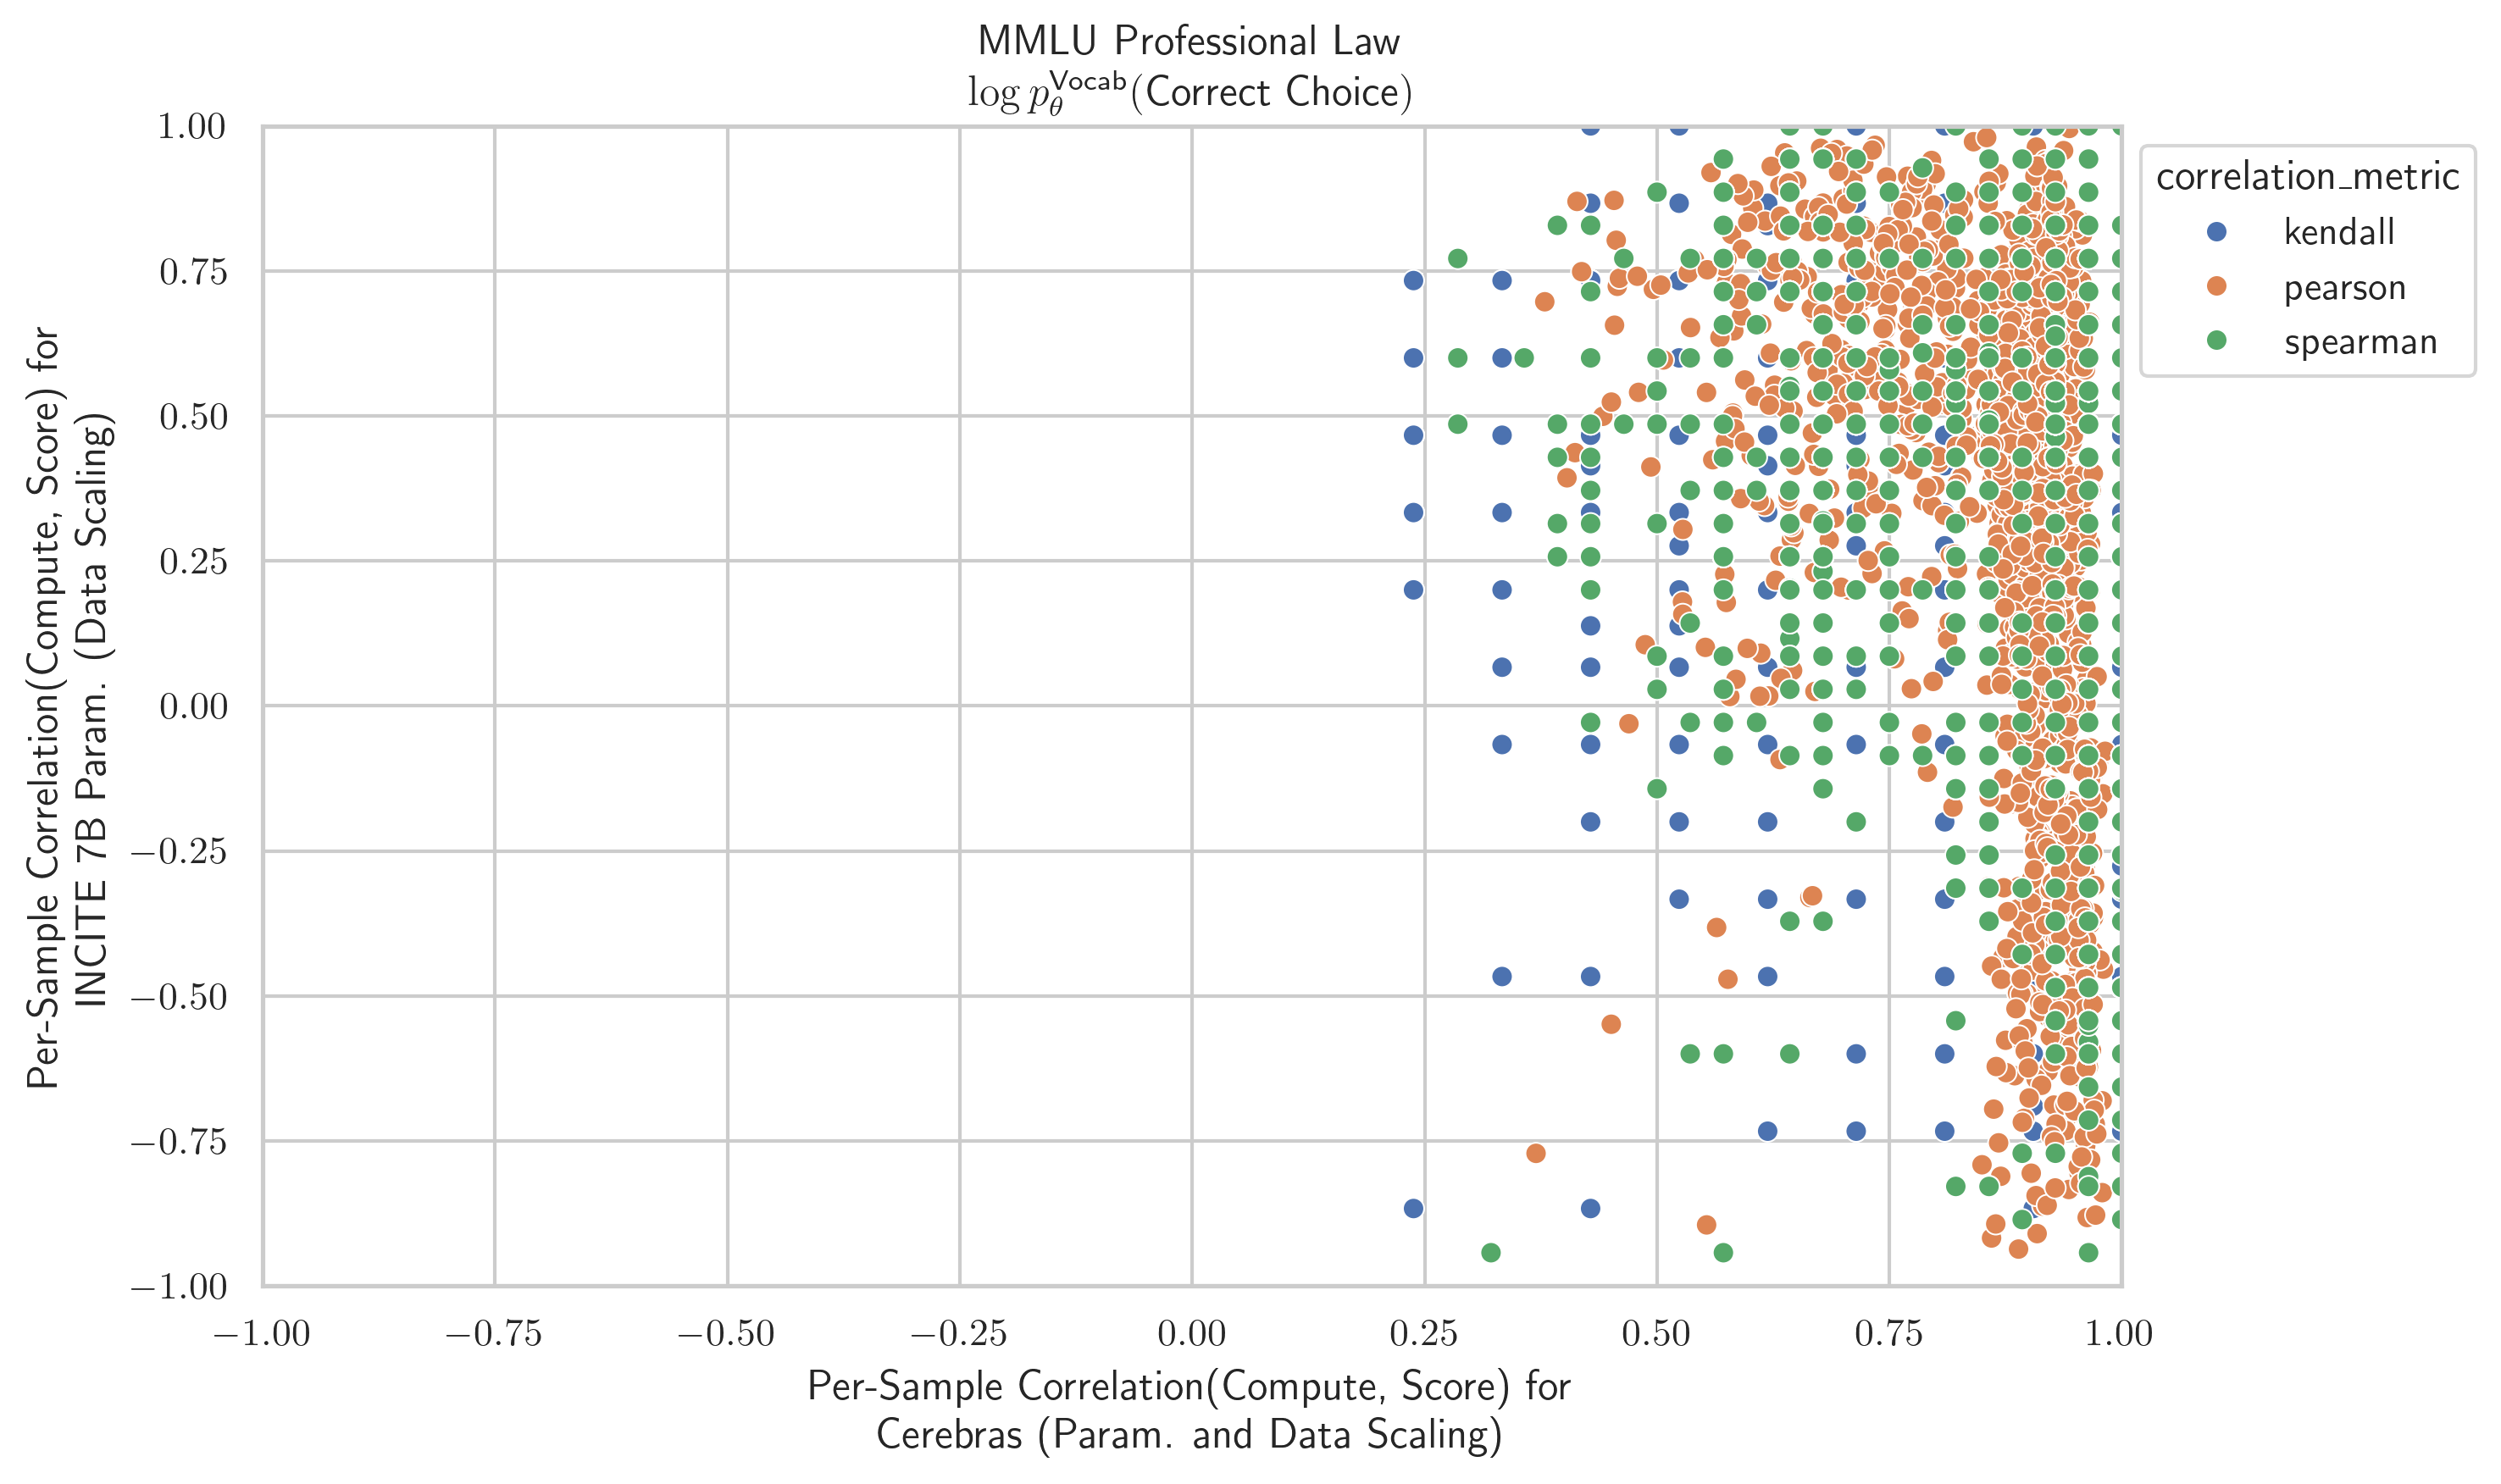 MMLU Professional Law
log p_θ^Vocab(Correct Choice)
Per-Sample Correlation(Compute, Score) for
INCITE 7B Param. (Data Scaling)
1.00
0.75
0.50
0.25
0.00
−0.25
−0.50
−0.75
−1.00
−1.00 −0.75 −0.50 −0.25 0.00 0.25 0.50 0.75 1.00
Per-Sample Correlation(Compute, Score) for
Cerebras (Param. and Data Scaling)
correlation_metric
kendall
pearson
spearman